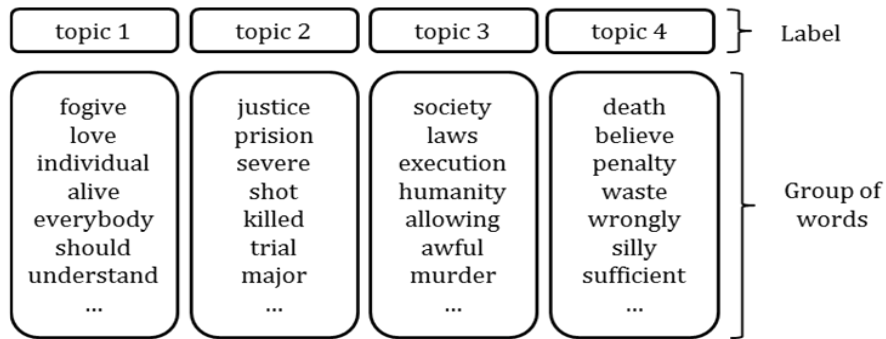 topic 1
topic 2
topic 3
topic 4
Label
fogive
love
individual
alive
everybody
should
understand
...
justice
prision
severe
shot
killed
trial
major
...
society
laws
execution
humanity
allowing
awful
murder
...
death
believe
penalty
waste
wrongly
silly
sufficient
...
Group of
words